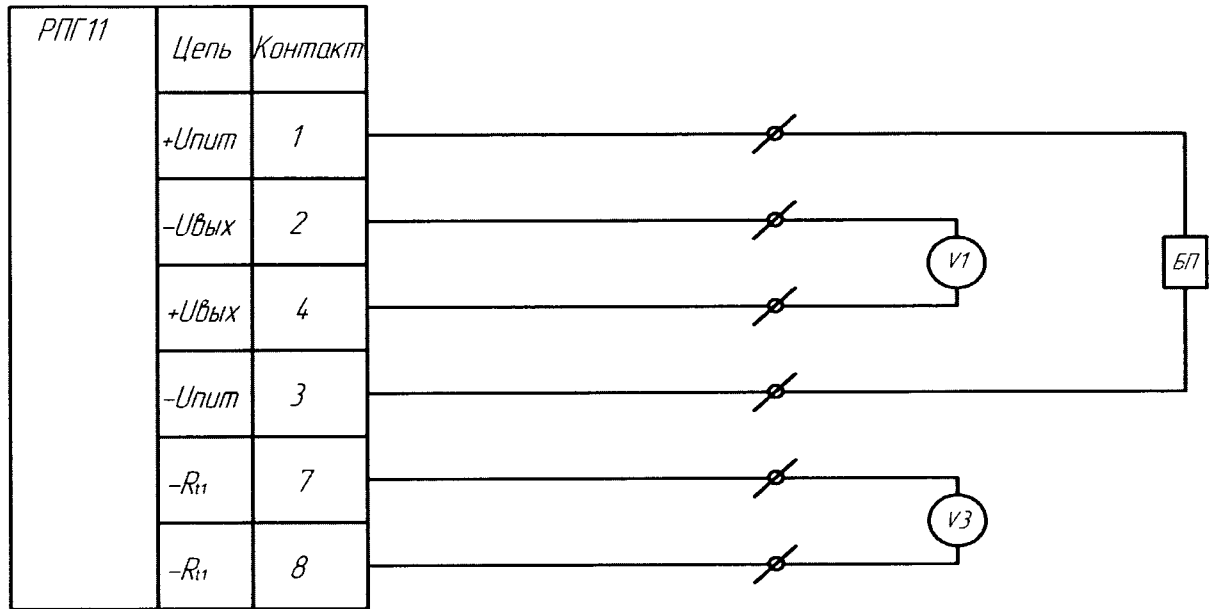 РПГ11
Цепь Контакт
+Uпит 1
-Uвых 2
V1
БП
+Uвых 4
-Uпит 3
-Rt1 7
V3
-Rt1 8